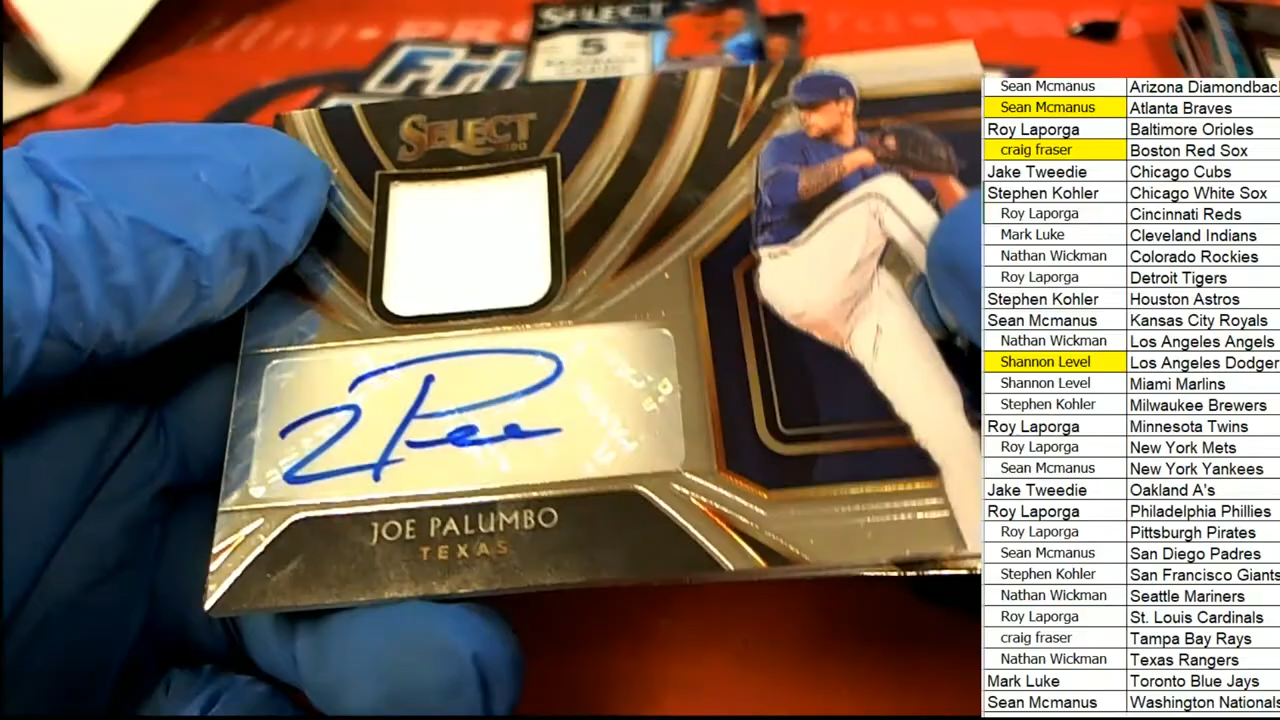 SELECT
5
BASEBALL
CARDS
Fri
SELECT
JOE PALUMBO
TEXAS
Sean Mcmanus Arizona Diamondbac
Sean Mcmanus Atlanta Braves
Roy Laporga Baltimore Orioles
craig fraser Boston Red Sox
Jake Tweedie Chicago Cubs
Stephen Kohler Chicago White Sox
Roy Laporga Cincinnati Reds
Mark Luke Cleveland Indians
Nathan Wickman Colorado Rockies
Roy Laporga Detroit Tigers
Stephen Kohler Houston Astros
Sean Mcmanus Kansas City Royals
Nathan Wickman Los Angeles Angels
Shannon Level Los Angeles Dodger
Shannon Level Miami Marlins
Stephen Kohler Milwaukee Brewers
Roy Laporga Minnesota Twins
Roy Laporga New York Mets
Sean Mcmanus New York Yankees
Jake Tweedie Oakland A's
Roy Laporga Philadelphia Phillies
Roy Laporga Pittsburgh Pirates
Sean Mcmanus San Diego Padres
Stephen Kohler San Francisco Giants
Nathan Wickman Seattle Mariners
Roy Laporga St. Louis Cardinals
craig fraser Tampa Bay Rays
Nathan Wickman Texas Rangers
Mark Luke Toronto Blue Jays
Sean Mcmanus Washington Nationals